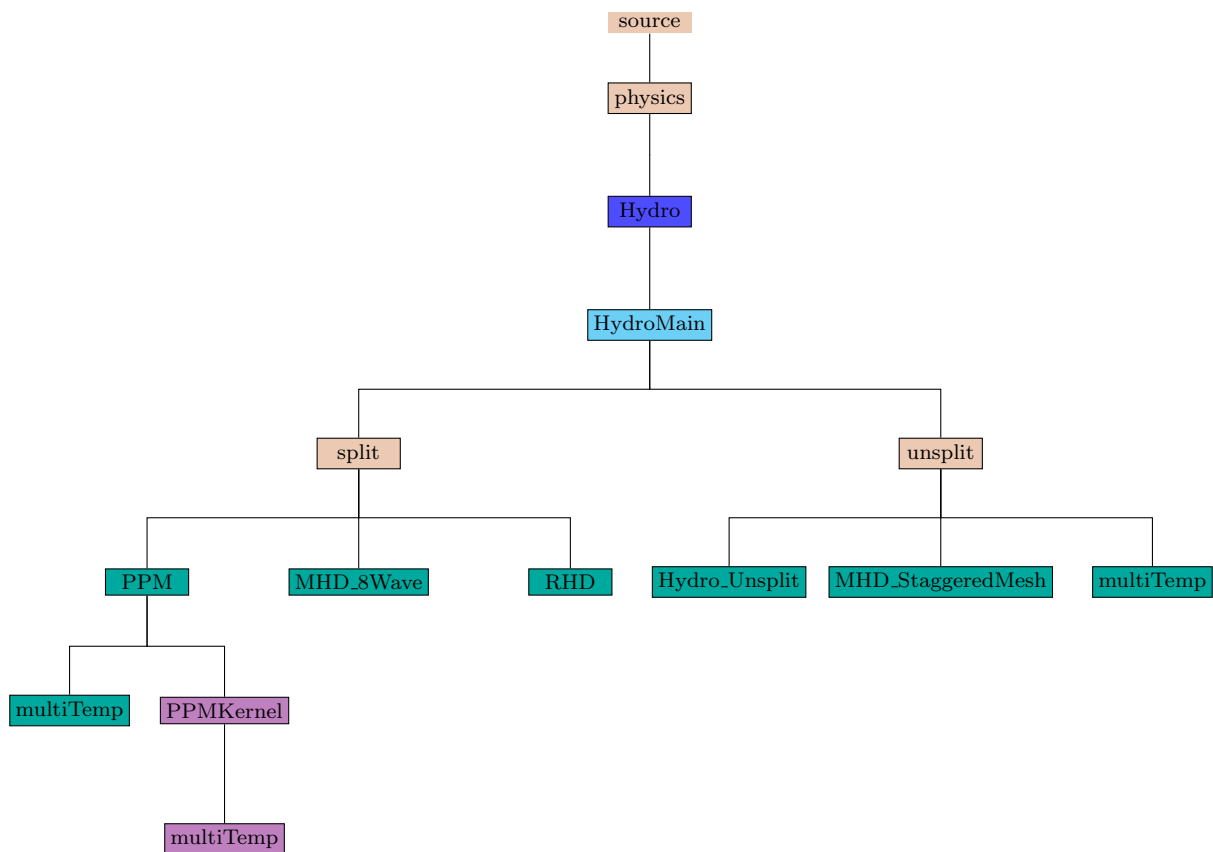 source
physics
Hydro
HydroMain
split
unsplit
PPM
MHD_8Wave
RHD
Hydro_Unsplit
MHD_StaggeredMesh
multiTemp
multiTemp
PPMKernel
multiTemp